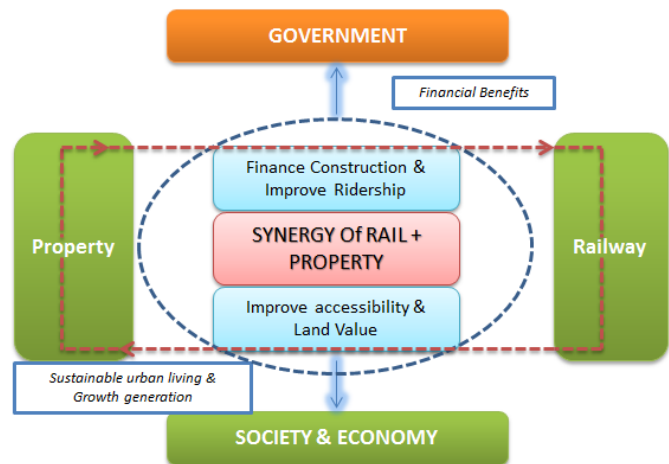 GOVERNMENT
Financial Benefits
Finance Construction &
Improve Ridership
Property
SYNERGY Of RAIL +
PROPERTY
Railway
Improve accessibility &
Land Value
Sustainable urban living &
Growth generation
SOCIETY & ECONOMY